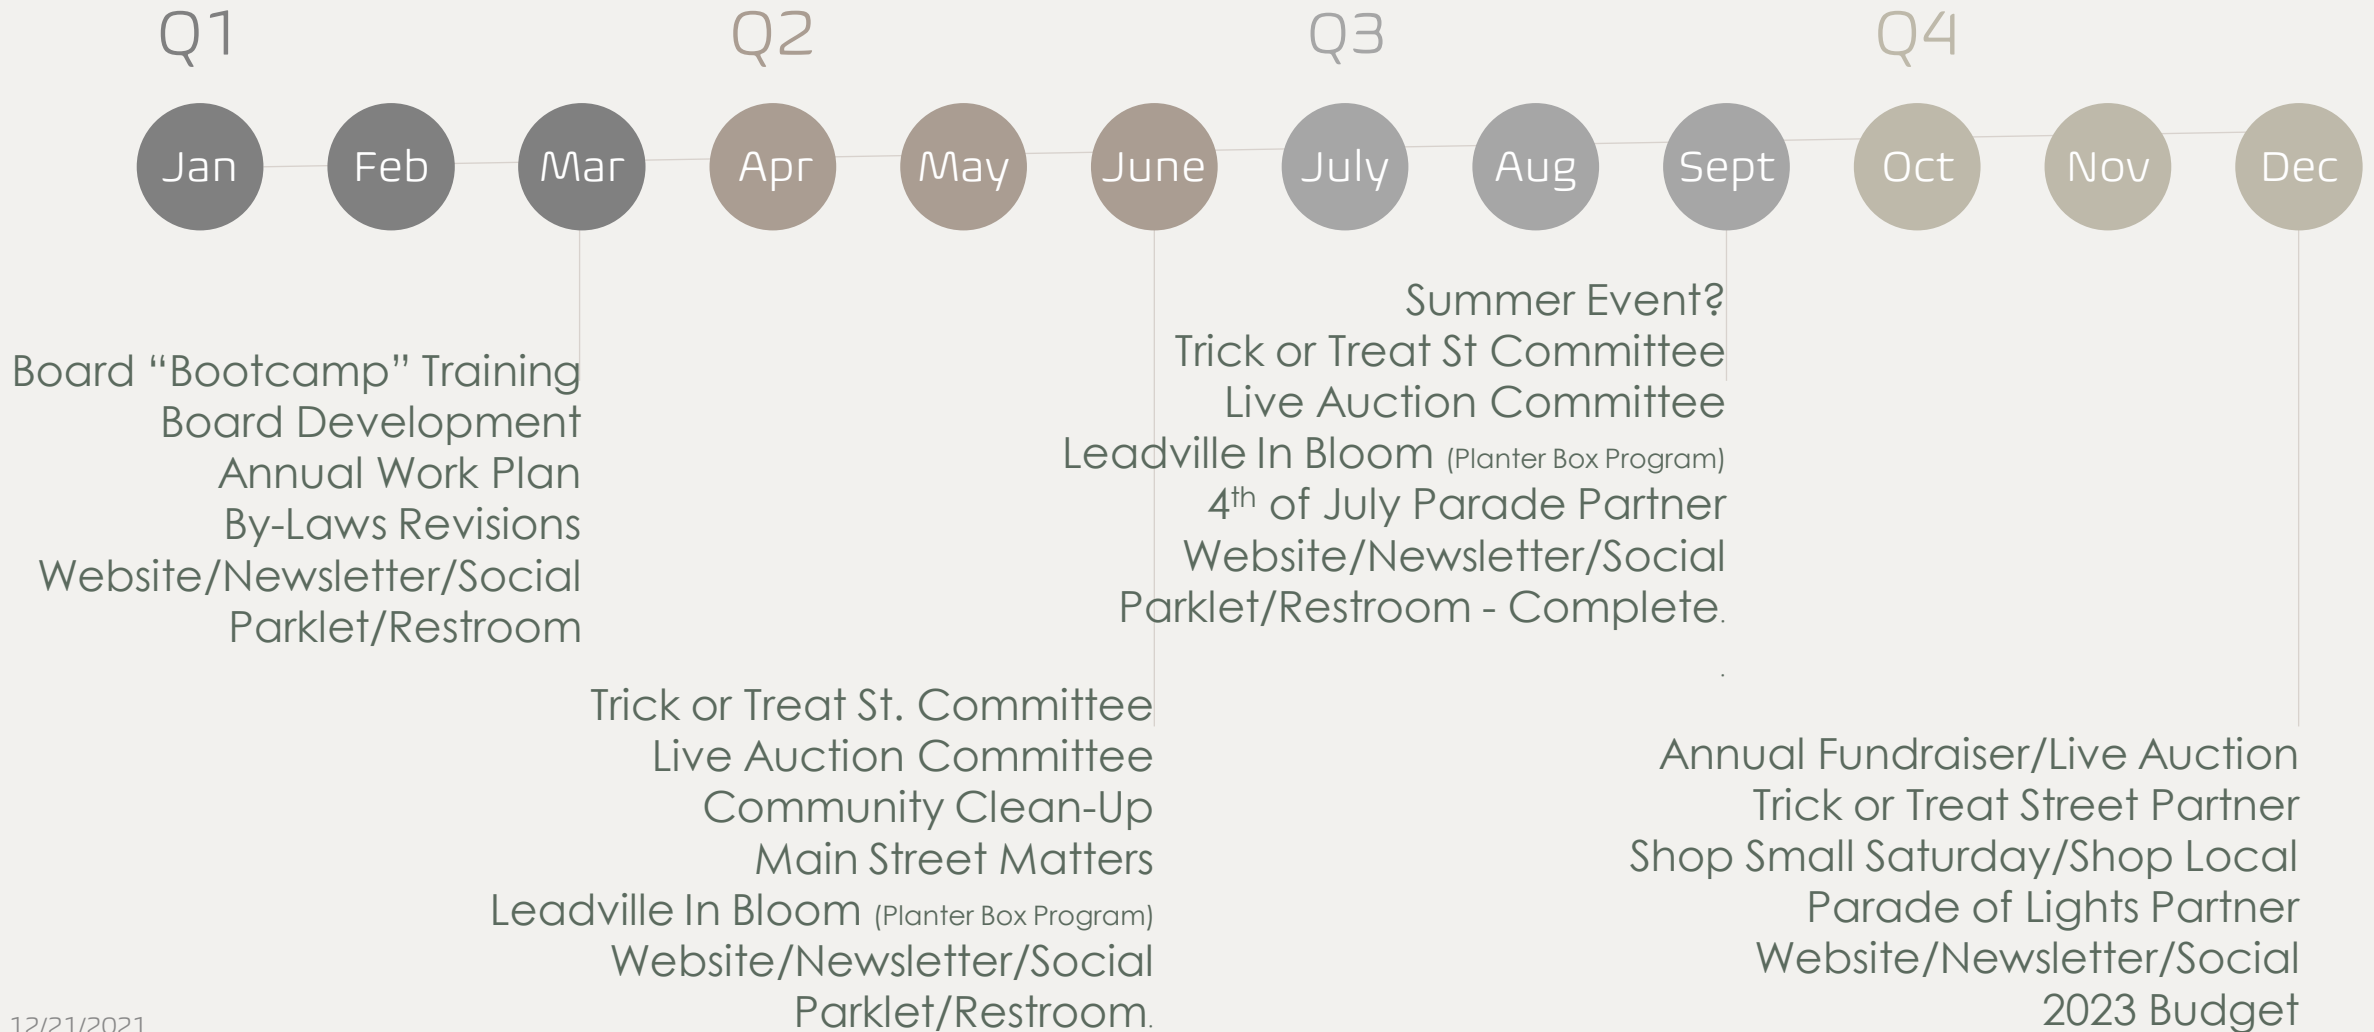 Q1
Q2
Q3
Q4
Jan
Feb
Mar
Apr
May
June
July
Aug
Sept
Oct
Nov
Dec
Board “Bootcamp” Training
Board Development
Annual Work Plan
By-Laws Revisions
Website/Newsletter/Social
Parklet/Restroom
Trick or Treat St. Committee
Live Auction Committee
Community Clean-Up
Main Street Matters
Leadville In Bloom (Planter Box Program)
Website/Newsletter/Social
Parklet/Restroom.
Summer Event?
Trick or Treat St Committee
Live Auction Committee
Leadville In Bloom (Planter Box Program)
4th of July Parade Partner
Website/Newsletter/Social
Parklet/Restroom - Complete.
.
Annual Fundraiser/Live Auction
Trick or Treat Street Partner
Shop Small Saturday/Shop Local
Parade of Lights Partner
Website/Newsletter/Social
2023 Budget
12/21/2021